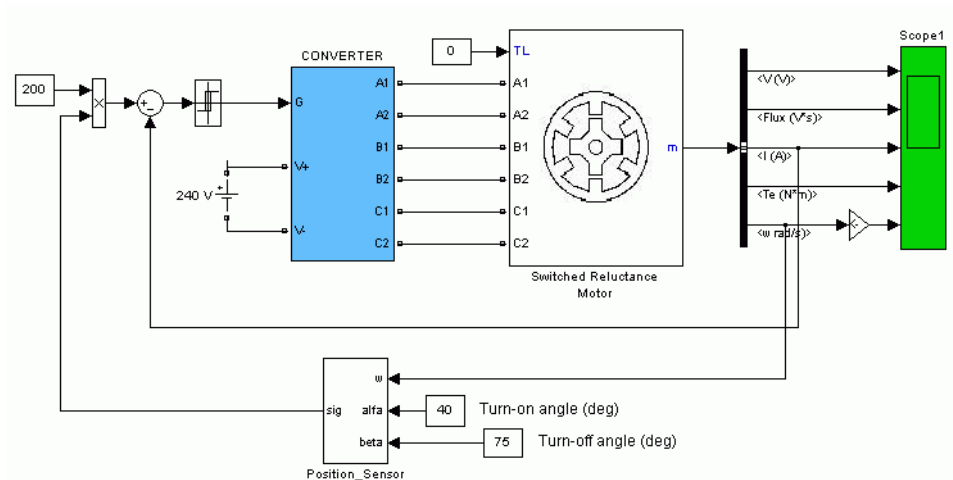 Scope1
CONVERTER
0
TL
200
G
A1
A2
B1
B2
C1
C2
V+
V-
240 V
+
A1
A2
B1
B2
C1
C2
m
Switched Reluctance
Motor
<V (V)>
<Flux (V*s)>
<I (A)>
<Te (N*m)>
<w rad/s)>
w
sig
alfa
beta
40
Turn-on angle (deg)
75
Turn-off angle (deg)
Position_Sensor